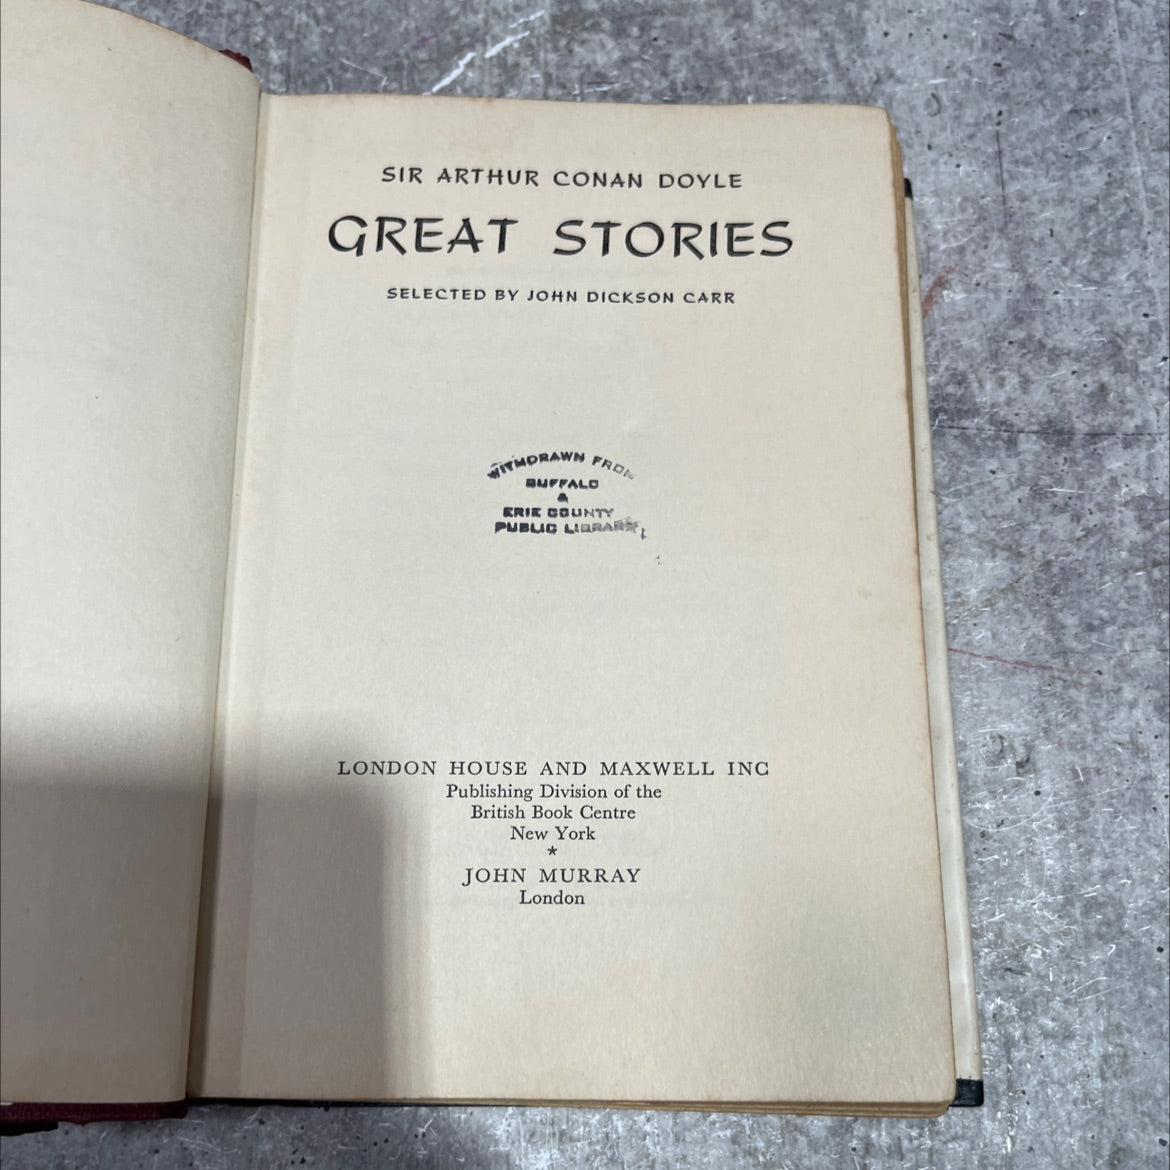 SIR ARTHUR CONAN DOYLE
GREAT STORIES
SELECTED BY JOHN DICKSON CARR
WITHDRAWN FROM
BUFFALO
&
ERIE COUNTY
PUBLIC LIBRARY
LONDON HOUSE AND MAXWELL INC
Publishing Division of the
British Book Centre
New York
*
JOHN MURRAY
London